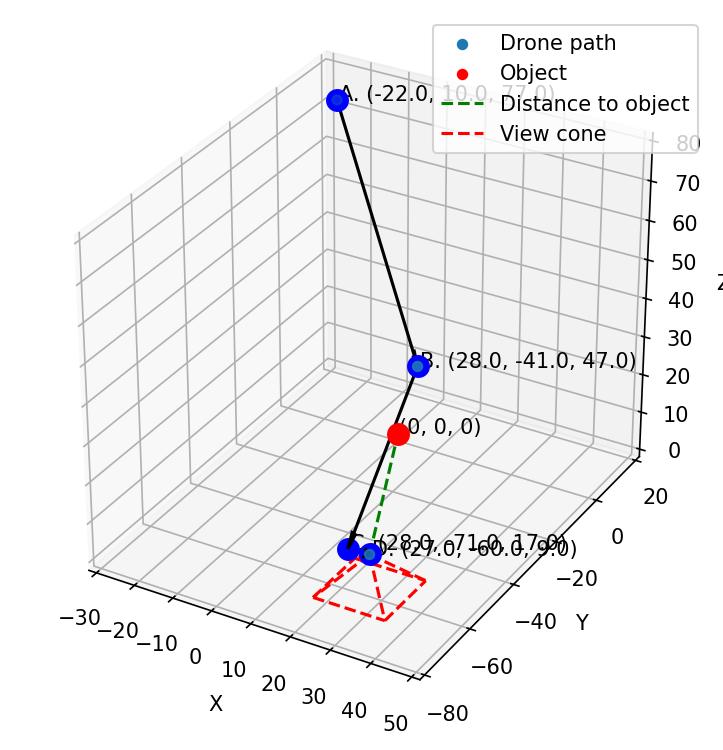 Drone path
Object
Distance to object
View cone
A. (-22.0, 10.0, 77.0)
B. (28.0, -41.0, 47.0)
(0, 0, 0)
C. (28.0, -71.0, 17.0)
D. (27.0, -60.0, 9.0)
80
70
60
50
40
30
20
10
0
Z
20
0
−20
−40
−60
−80
Y
−30
−20
−10
0
10
20
30
40
50
X